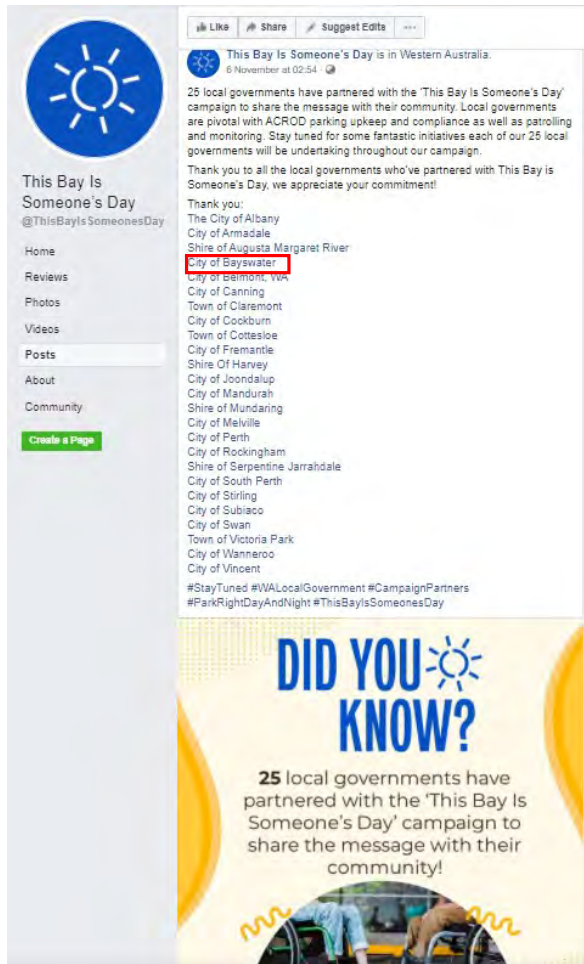 Like
Share
Suggest Edits
This Bay Is Someone's Day is in Western Australia.
6 November at 02:54
25 local governments have partnered with the 'This Bay Is Someone's Day'
campaign to share the message with their community. Local governments
are pivotal with ACROD parking upkeep and compliance as well as patrolling
and monitoring. Stay tuned for some fantastic initiatives each of our 25 local
governments will be undertaking throughout our campaign.
Thank you to all the local governments who've partnered with This Bay is
Someone's Day, we appreciate your commitment!
Thank you:
The City of Albany
City of Armadale
Shire of Augusta Margaret River
City of Bayswater
City of Belmont, WA
City of Canning
Town of Claremont
City of Cockburn
Town of Cottesloe
City of Fremantle
Shire Of Harvey
City of Joondalup
City of Mandurah
Shire of Mundaring
City of Melville
City of Perth
City of Rockingham
Shire of Serpentine Jarrahdale
City of South Perth
City of Stirling
City of Subiaco
City of Swan
Town of Victoria Park
City of Wanneroo
City of Vincent
#StayTuned #WALocalGovernment #CampaignPartners
#ParkRightDayAndNight #ThisBayIsSomeonesDay
This Bay Is
Someone's Day
@ThisBayIsSomeonesDay
Home
Reviews
Photos
Videos
Posts
About
Community
Create a Page
DID YOU
KNOW?
25 local governments have
partnered with the 'This Bay Is
Someone's Day' campaign to
share the message with their
community!